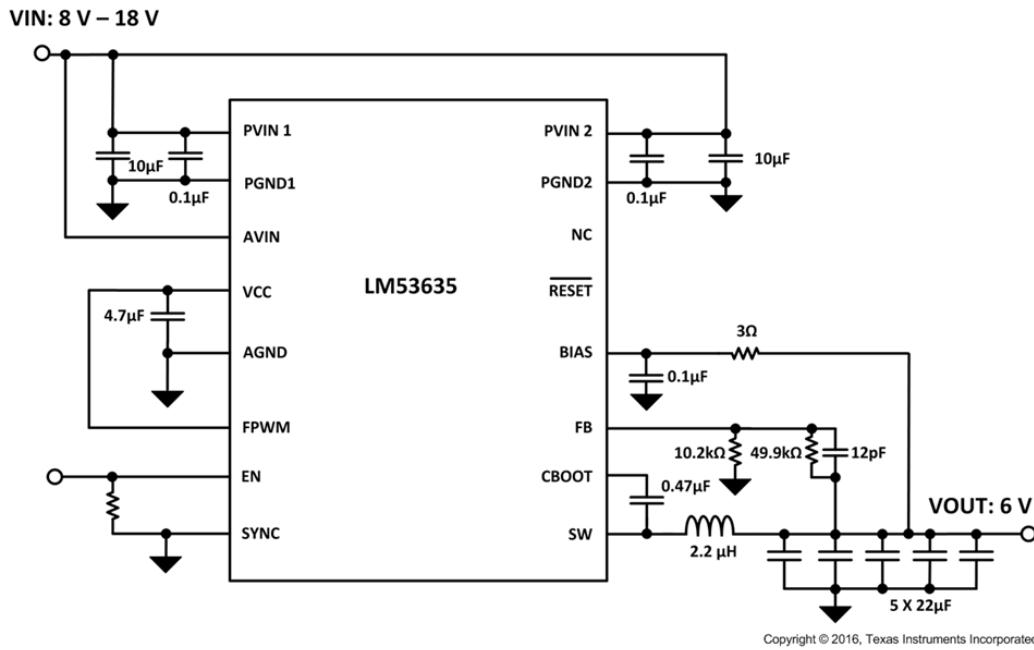 VIN: 8 V – 18 V
PVIN 1
PVIN 2
10µF
0.1µF
PGND1
PGND2
0.1µF
10µF
AVIN
NC
VCC
LM53635
RESET
4.7µF
3Ω
AGND
BIAS
0.1µF
FPWM
FB
10.2kΩ
49.9kΩ
12pF
EN
CBOOT
0.47µF
VOUT: 6 V
SYNC
SW
2.2 µH
5 X 22µF
Copyright © 2016, Texas Instruments Incorporated